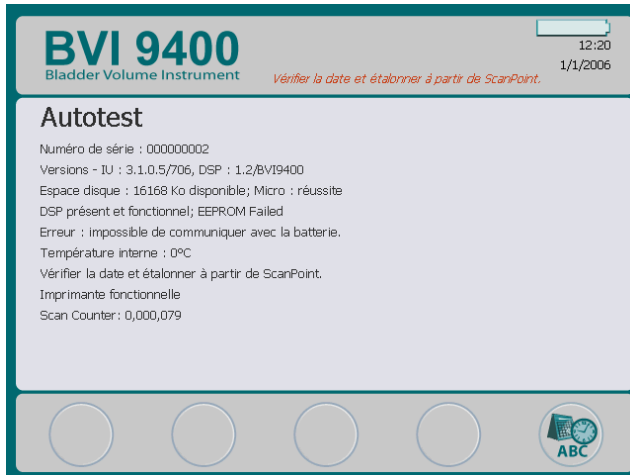 BVI 9400
Bladder Volume Instrument
Vérifier la date et étalonner à partir de ScanPoint.
12:20
1/1/2006
Autotest
Numéro de série : 000000002
Versions - IU : 3.1.0.5/706, DSP : 1.2/BVI9400
Espace disque : 16168 Ko disponible; Micro : réussite
DSP présent et fonctionnel; EEPROM Failed
Erreur : impossible de communiquer avec la batterie.
Température interne : 0ºC
Vérifier la date et étalonner à partir de ScanPoint.
Imprimante fonctionnelle
Scan Counter: 0,000,079
ABC